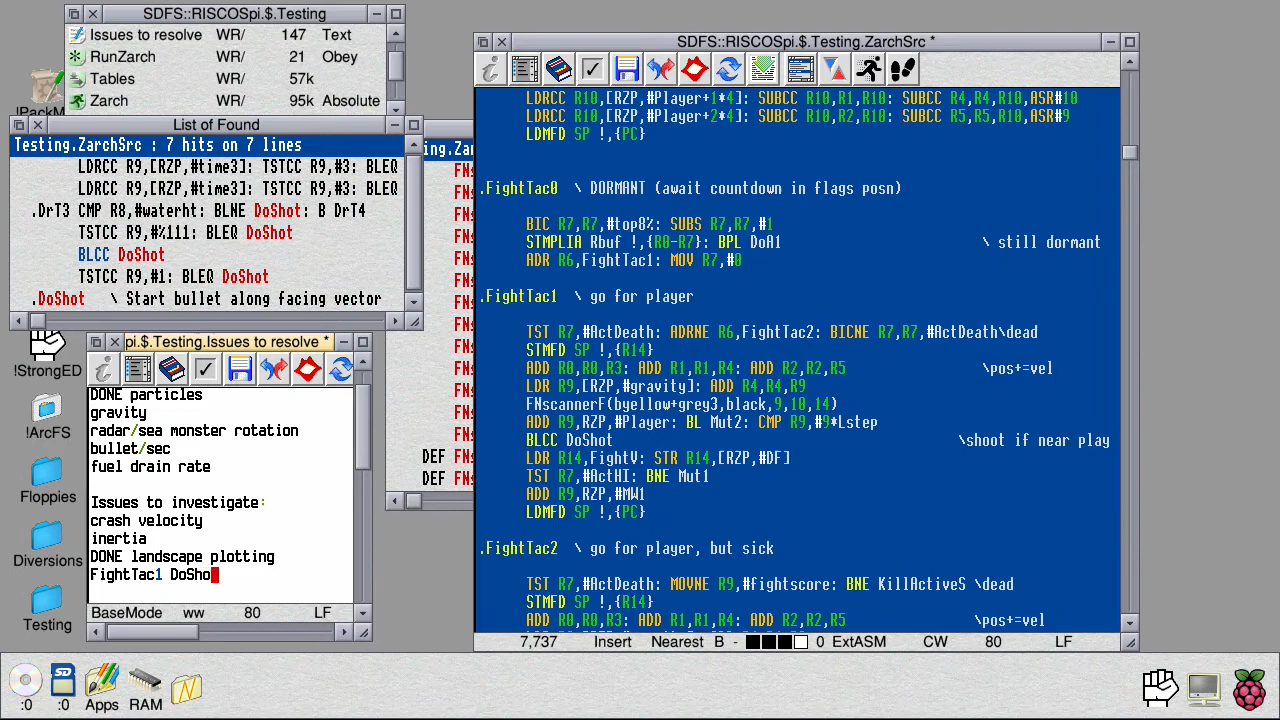 SDFS::RISCOSpi.$.Testing
Issues to resolve WR/ 147 Text
RunZarch WR/ 21 Obey
Tables WR/ 57k
Zarch WR/ 95k Absolute
!PackM
List of Found
Testing.ZarchSrc : 7 hits on 7 lines
LDRCC R9,[RZP,#time3]: TSTCC R9,#3: BLEQ
LDRCC R9,[RZP,#time3]: TSTCC R9,#3: BLEQ
.DrT3 CMP R8,#waterht: BLNE DoShot: B DrT4
TSTCC R9,#%111: BLEQ DoShot
BLCC DoShot
TSTCC R9,#1: BLEQ DoShot
.DoShot \ Start bullet along facing vector
ing.Zar
DEF FN
DEF FN
pi.$.Testing.Issues to resolve *
DONE particles
gravity
radar/sea monster rotation
bullet/sec
fuel drain rate
Issues to investigate:
crash velocity
inertia
DONE landscape plotting
FightTac1 DoSho
BaseMode ww 80 LF
!StrongED
!ArcFS
Floppies
Diversions
Testing
SDFS::RISCOSpi.$.Testing.ZarchSrc *
LDRCC R10,[RZP,#Player+1*4]: SUBCC R10,R1,R10: SUBCC R4,R4,R10,ASR#10
LDRCC R10,[RZP,#Player+2*4]: SUBCC R10,R2,R10: SUBCC R5,R5,R10,ASR#9
LDMFD SP !,{PC}
.FightTac0 \ DORMANT (await countdown in flags posn)
BIC R7,R7,#top8%: SUBS R7,R7,#1
STMPLIA Rbuf !,{R0-R7}: BPL DoA1 \ still dormant
ADR R6,FightTac1: MOV R7,#0
.FightTac1 \ go for player
TST R7,#ActDeath: ADRNE R6,FightTac2: BICNE R7,R7,#ActDeath\dead
STMFD SP !,{R14}
ADD R0,R0,R3: ADD R1,R1,R4: ADD R2,R2,R5 \pos+=vel
LDR R9,[RZP,#gravity]: ADD R4,R4,R9
FNscannerF(byellow+grey3,black,9,10,14)
ADD R9,RZP,#Player: BL Mut2: CMP R9,#9*Lstep
BLCC DoShot \shoot if near play
LDR R14,FightV: STR R14,[RZP,#DF]
TST R7,#ActHI: BNE Mut1
ADD R9,RZP,#MW1
LDMFD SP !,{PC}
.FightTac2 \ go for player, but sick
TST R7,#ActDeath: MOVNE R9,#fightscore: BNE KillActiveS \dead
STMFD SP !,{R14}
ADD R0,R0,R3: ADD R1,R1,R4: ADD R2,R2,R5 \pos+=vel
7,737 Insert Nearest B - 0 ExtASM CW 80 LF
:0 :0 Apps RAM